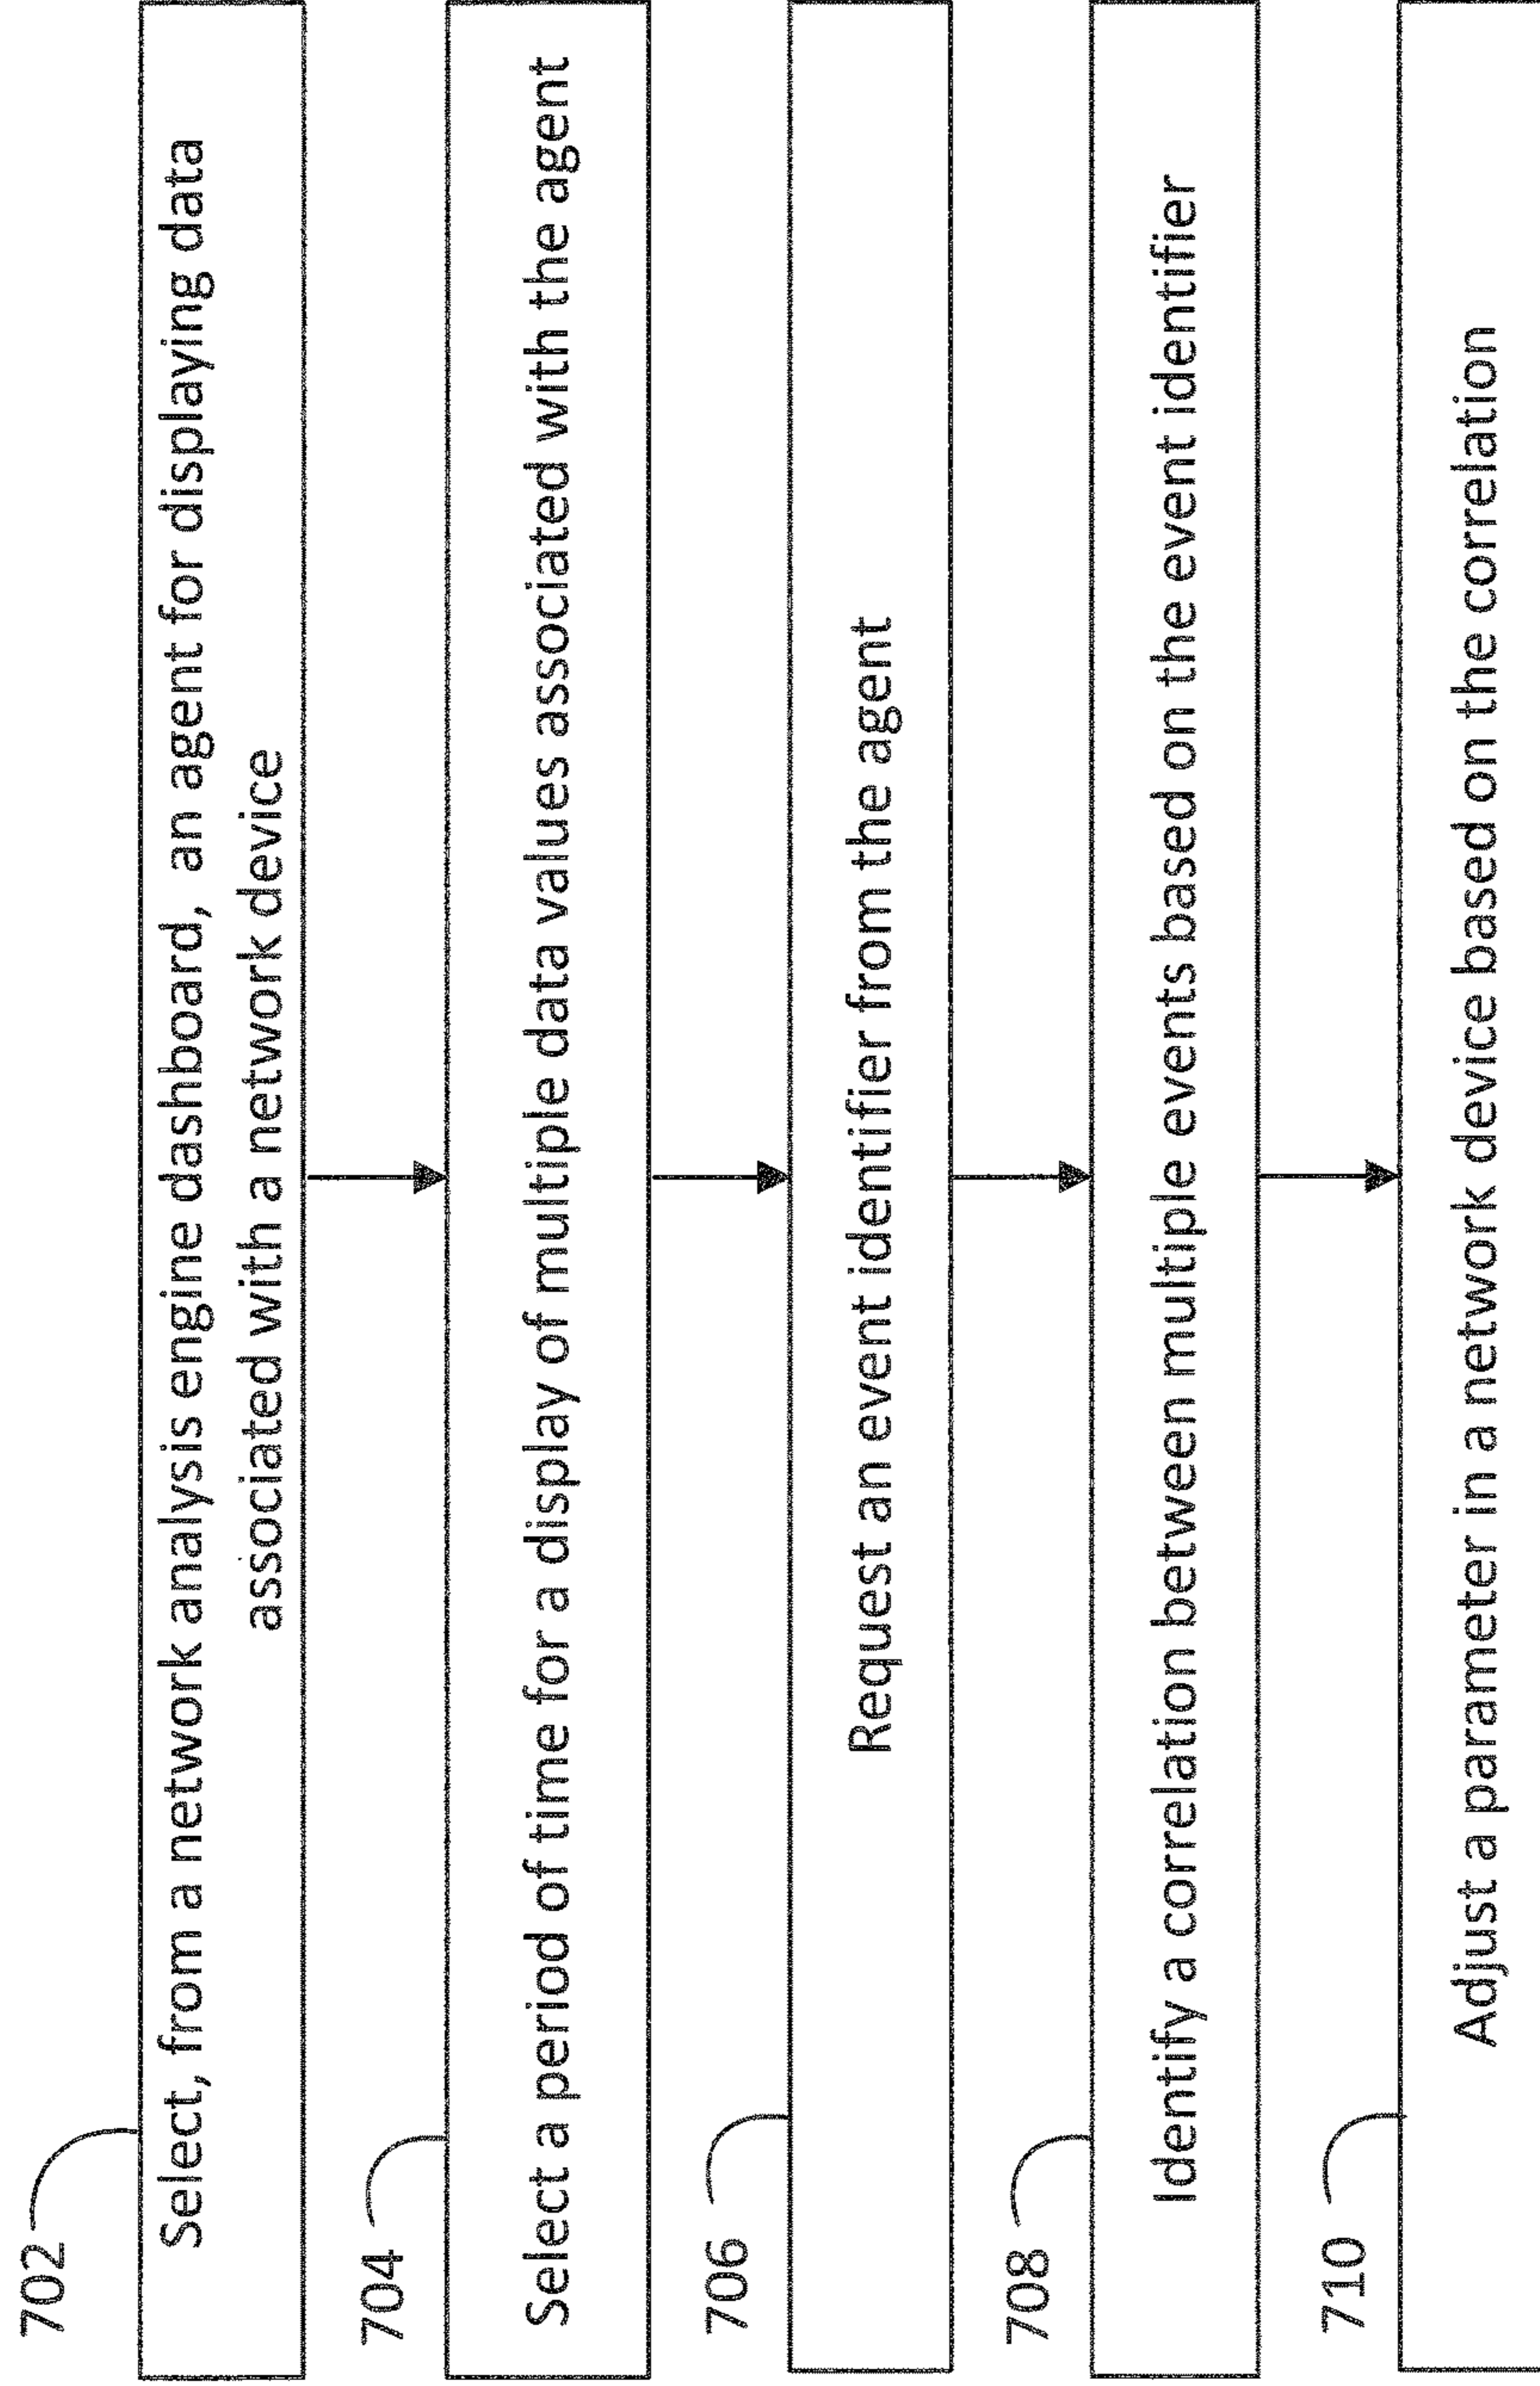 702
Select, from a network analysis engine dashboard, an agent for displaying data
associated with a network device
704
Select a period of time for a display of multiple data values associated with the agent
706
Request an event identifier from the agent
708
Identify a correlation between multiple events based on the event identifier
710
Adjust a parameter in a network device based on the correlation